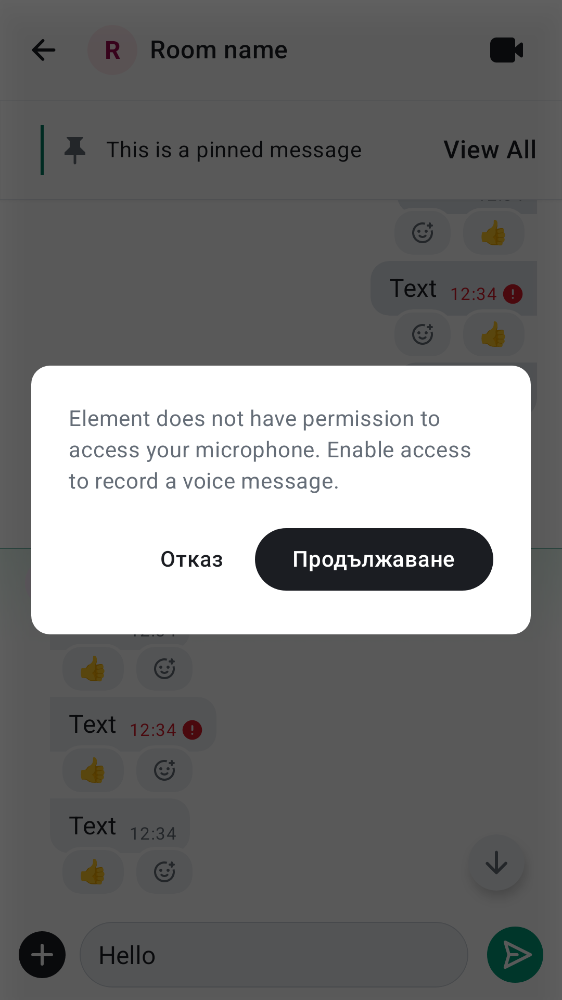 R Room name
This is a pinned message View All
Text 12:34
Element does not have permission to
access your microphone. Enable access
to record a voice message.
Отказ Продължаване
Text 12:34
Text 12:34
Hello